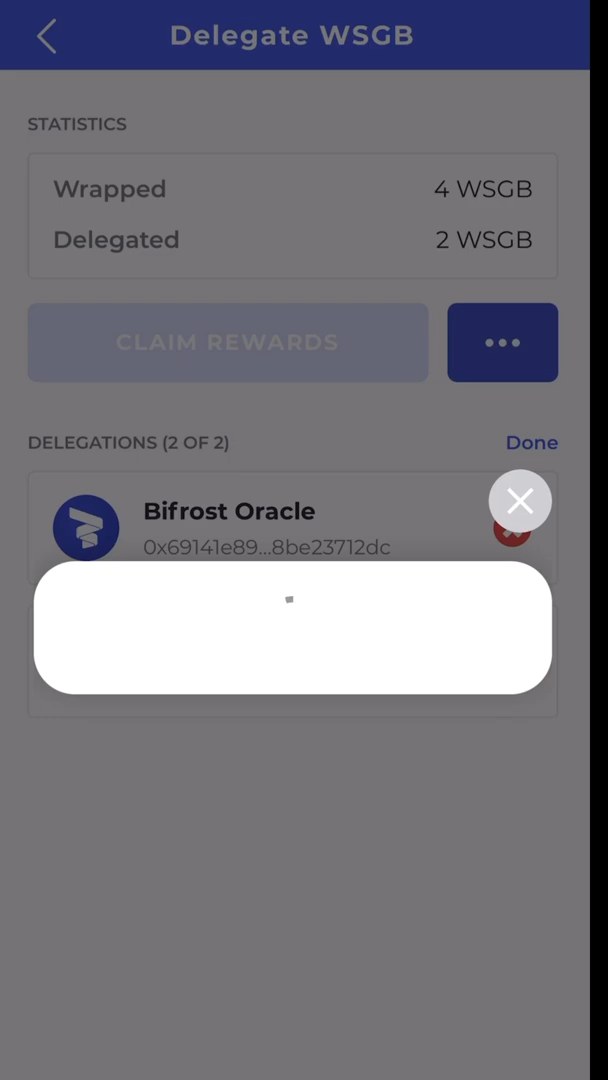 Delegate WSGB
STATISTICS
Wrapped 4 WSGB
Delegated 2 WSGB
CLAIM REWARDS
DELEGATIONS (2 OF 2) Done
Bifrost Oracle
0x69141e89...8be23712dc